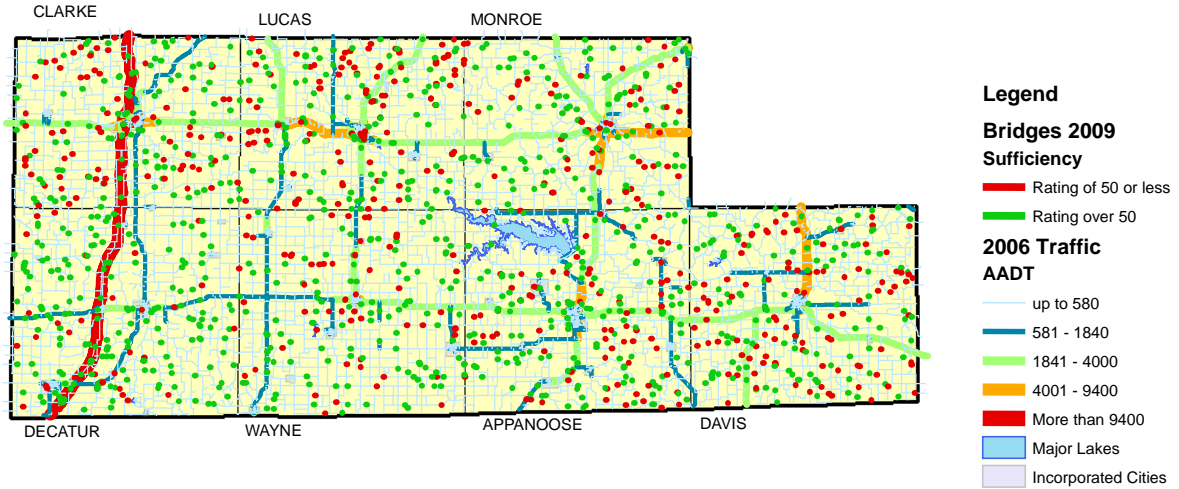 CLARKE
LUCAS
MONROE
DECATUR
WAYNE
APPANOOSE
DAVIS
Legend
Bridges 2009
Sufficiency
Rating of 50 or less
Rating over 50
2006 Traffic
AADT
up to 580
581 - 1840
1841 - 4000
4001 - 9400
More than 9400
Major Lakes
Incorporated Cities